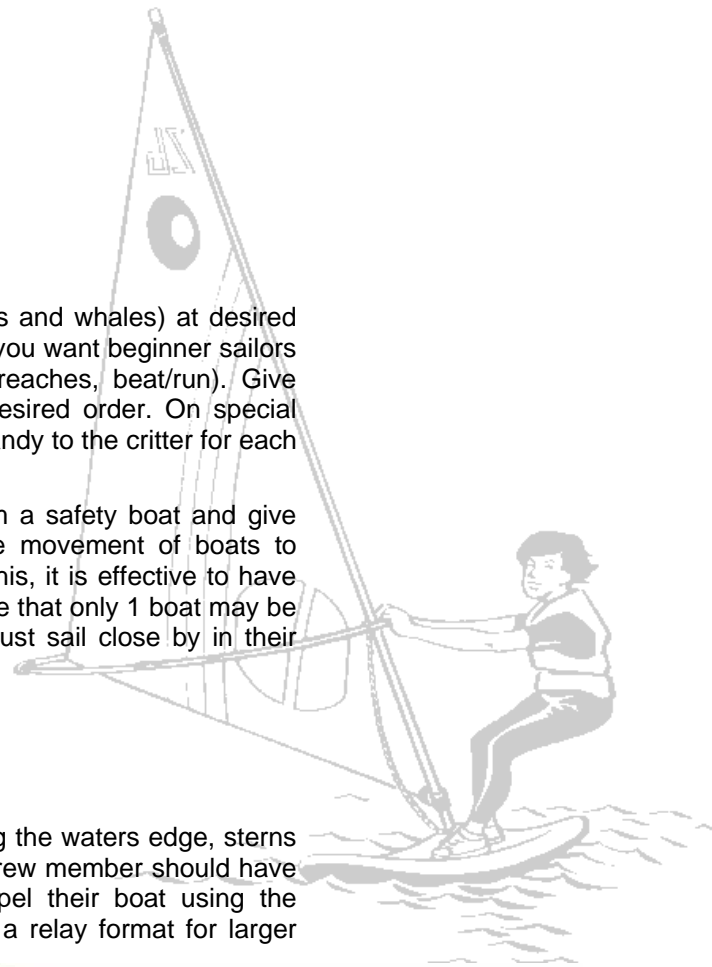 s and whales) at desired
you want beginner sailors
reaches, beat/run). Give
esired order. On special
andy to the critter for each
n a safety boat and give
e movement of boats to
his, it is effective to have
e that only 1 boat may be
ust sail close by in their
g the waters edge, sterns
rew member should have
pel their boat using the
a relay format for larger